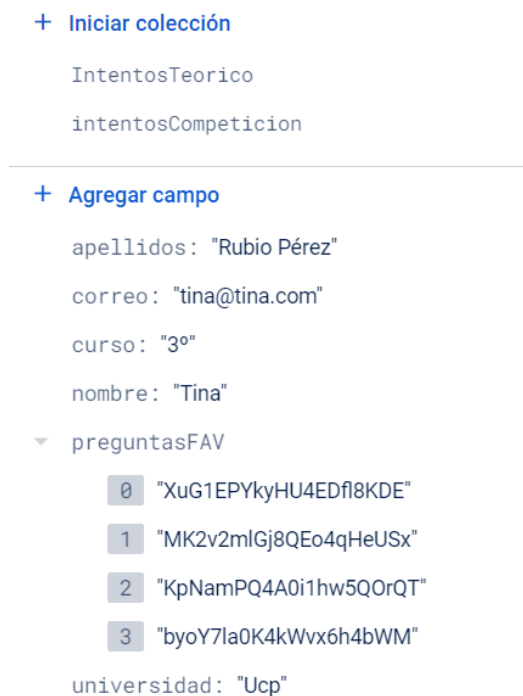 + Iniciar colección
IntentosTeorico
intentosCompeticion
+ Agregar campo
apellidos: "Rubio Pérez"
correo: "tina@tina.com"
curso: "3º"
nombre: "Tina"
preguntasFAV
0 "XuG1EPYkyHU4EDfl8KDE"
1 "MK2v2mlGj8QEo4qHeUSx"
2 "KpNamPQ4A0i1hw5QOrQT"
3 "byoY7la0K4kWvx6h4bWM"
universidad: "Ucp"